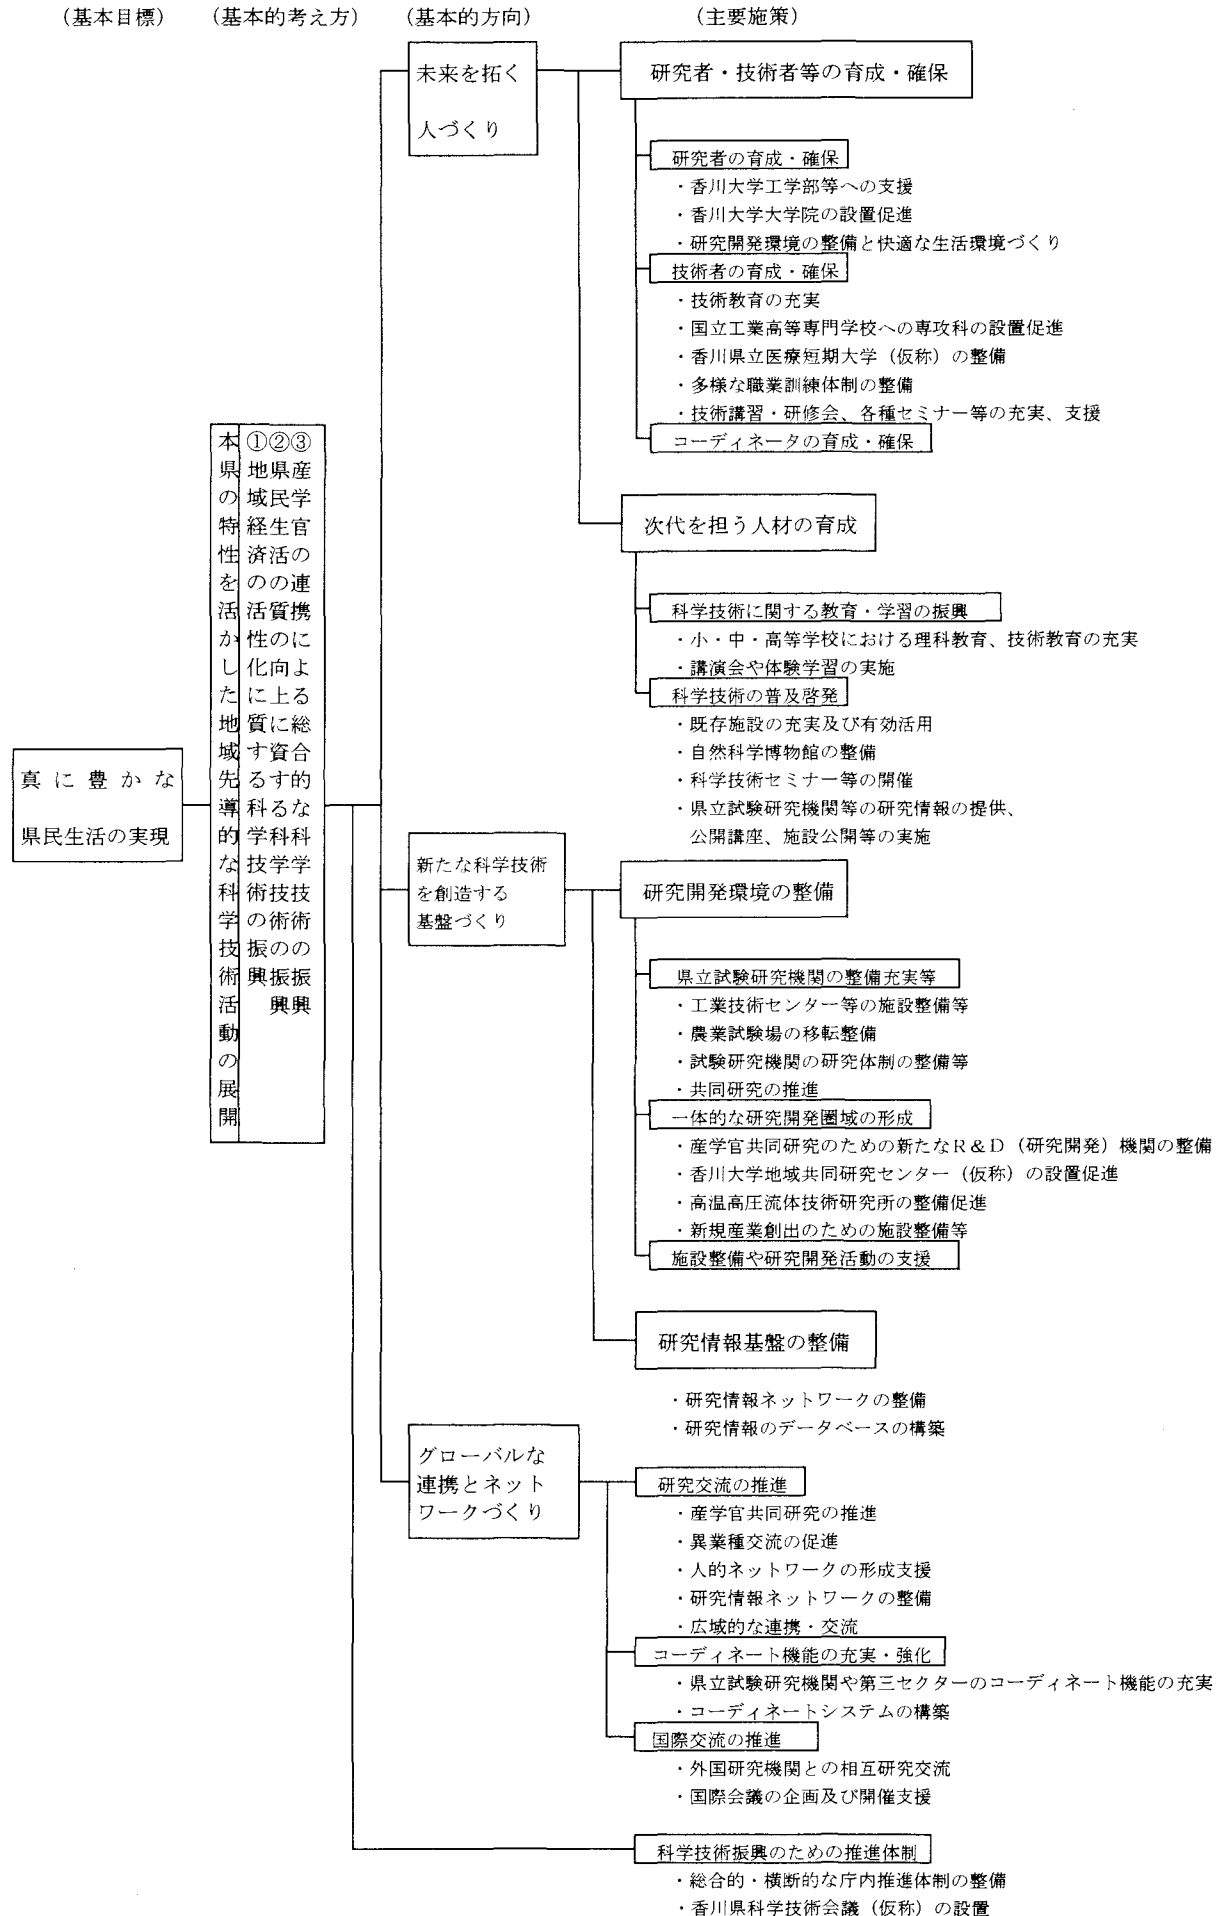 (基本目標) (基本的考え方) (基本的方向) (主要施策)
真に豊かな
県民生活の実現
本県の特性を活かした地域先導的な科学技術活動の展開
①地域経済の活性化に質する科学技術の振興
②県民生活の質の向上に資する科学技術の振興
③産学官の連携による総合的な科学技術の振興
未来を拓く
人づくり
研究者・技術者等の育成・確保
研究者の育成・確保
・香川大学工学部等への支援
・香川大学大学院の設置促進
・研究開発環境の整備と快適な生活環境づくり
技術者の育成・確保
・技術教育の充実
・国立工業高等専門学校への専攻科の設置促進
・香川県立医療短期大学(仮称)の整備
・多様な職業訓練体制の整備
・技術講習・研修会、各種セミナー等の充実、支援
コーディネータの育成・確保
次代を担う人材の育成
科学技術に関する教育・学習の振興
・小・中・高等学校における理科教育、技術教育の充実
・講演会や体験学習の実施
科学技術の普及啓発
・既存施設の充実及び有効活用
・自然科学博物館の整備
・科学技術セミナー等の開催
・県立試験研究機関等の研究情報の提供、
公開講座、施設公開等の実施
新たな科学技術
を創造する
基盤づくり
研究開発環境の整備
県立試験研究機関の整備充実等
・工業技術センター等の施設整備等
・農業試験場の移転整備
・試験研究機関の研究体制の整備等
・共同研究の推進
一体的な研究開発圏域の形成
・産学官共同研究のための新たなR&D(研究開発)機関の整備
・香川大学地域共同研究センター(仮称)の設置促進
・高温高圧流体技術研究所の整備促進
・新規産業創出のための施設整備等
施設整備や研究開発活動の支援
研究情報基盤の整備
・研究情報ネットワークの整備
・研究情報のデータベースの構築
グローバルな
連携とネット
ワークづくり
研究交流の推進
・産学官共同研究の推進
・異業種交流の促進
・人的ネットワークの形成支援
・研究情報ネットワークの整備
・広域的な連携・交流
コーディネート機能の充実・強化
・県立試験研究機関や第三セクターのコーディネート機能の充実
・コーディネートシステムの構築
国際交流の推進
・外国研究機関との相互研究交流
・国際会議の企画及び開催支援
科学技術振興のための推進体制
・総合的・横断的な庁内推進体制の整備
・香川県科学技術会議(仮称)の設置